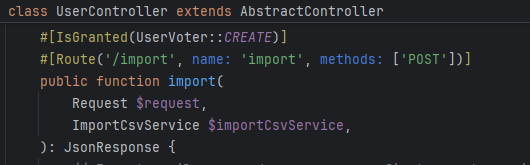 class UserController extends AbstractController
#[IsGranted(UserVoter::CREATE)]
#[Route('/import', name: 'import', methods: ['POST'])]
public function import(
Request $request,
ImportCsvService $importCsvService,
): JsonResponse {